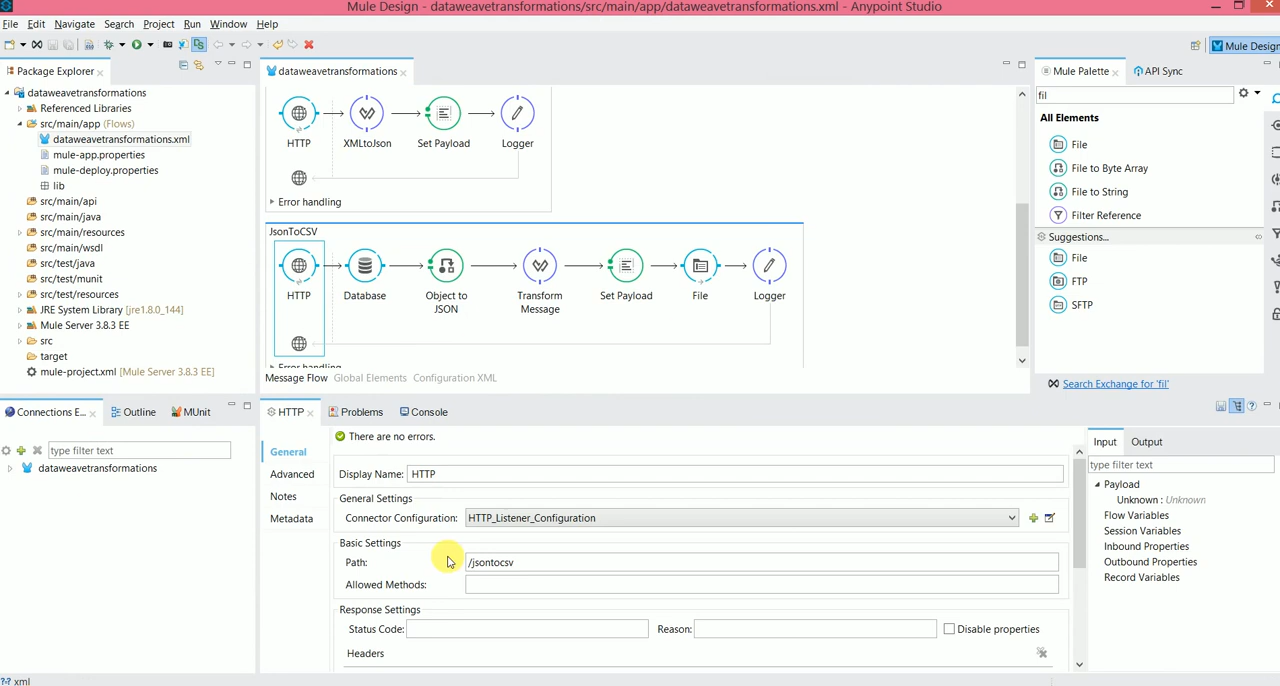 Mule Design - dataweavetransformations/src/main/app/dataweavetransformations.xml - Anypoint Studio
File Edit Navigate Search Project Run Window Help
Mule Design
Package Explorer
dataweavetransformations
Referenced Libraries
src/main/app (Flows)
dataweavetransformations.xml
mule-app.properties
mule-deploy.properties
lib
src/main/api
src/main/java
src/main/resources
src/main/wsdl
src/test/java
src/test/munit
src/test/resources
JRE System Library [jre1.8.0_144]
Mule Server 3.8.3 EE
src
target
mule-project.xml [Mule Server 3.8.3 EE]
dataweavetransformations
HTTP XMLtoJson Set Payload Logger
Error handling
JsonToCSV
HTTP Database Object to JSON Transform Message Set Payload File Logger
Error handling
Message Flow Global Elements Configuration XML
Mule Palette API Sync
fil
All Elements
File
File to Byte Array
File to String
Filter Reference
Suggestions...
File
FTP
SFTP
Search Exchange for 'fil'
Connections E... Outline MUnit
type filter text
dataweavetransformations
HTTP Problems Console
There are no errors.
General
Advanced
Notes
Metadata
Display Name: HTTP
General Settings
Connector Configuration: HTTP_Listener_Configuration
Basic Settings
Path: /jsontocsv
Allowed Methods:
Response Settings
Status Code: Reason: Disable properties
Headers
Input Output
type filter text
Payload
Unknown : Unknown
Flow Variables
Session Variables
Inbound Properties
Outbound Properties
Record Variables
xml